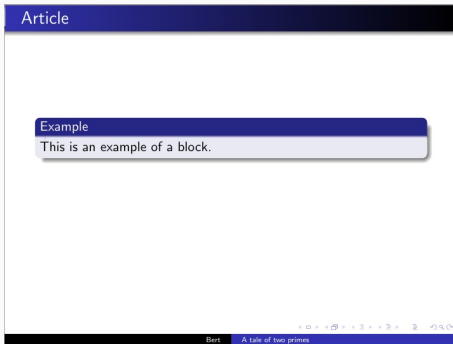 Article
Example
This is an example of a block.
Bert A tale of two primes